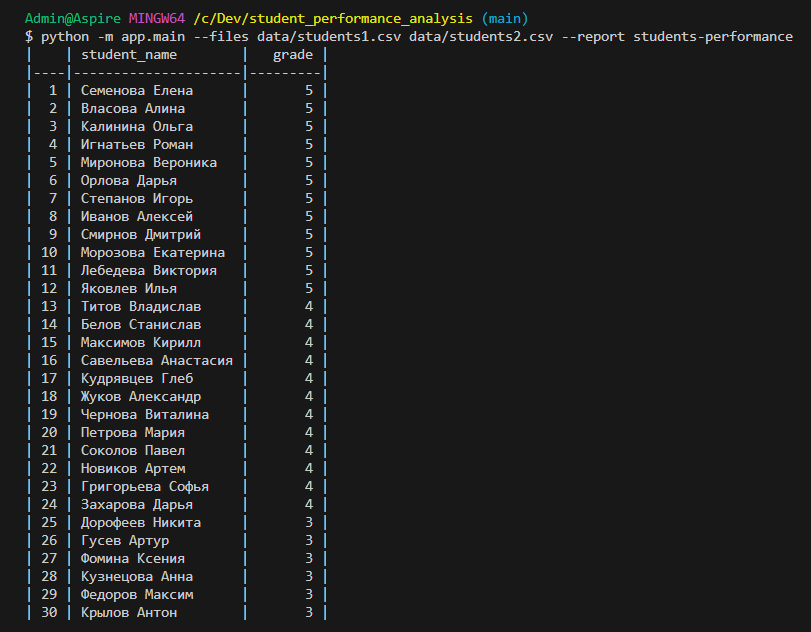 Admin@Aspire MINGW64 /c/Dev/student_performance_analysis (main)
$ python -m app.main --files data/students1.csv data/students2.csv --report students-performance
|    | student_name        |   grade |
|----|---------------------|---------|
|  1 | Семенова Елена      |       5 |
|  2 | Власова Алина       |       5 |
|  3 | Калинина Ольга      |       5 |
|  4 | Игнатьев Роман      |       5 |
|  5 | Миронова Вероника   |       5 |
|  6 | Орлова Дарья        |       5 |
|  7 | Степанов Игорь      |       5 |
|  8 | Иванов Алексей      |       5 |
|  9 | Смирнов Дмитрий     |       5 |
| 10 | Морозова Екатерина  |       5 |
| 11 | Лебедева Виктория   |       5 |
| 12 | Яковлев Илья        |       5 |
| 13 | Титов Владислав     |       4 |
| 14 | Белов Станислав     |       4 |
| 15 | Максимов Кирилл     |       4 |
| 16 | Савельева Анастасия |       4 |
| 17 | Кудрявцев Глеб      |       4 |
| 18 | Жуков Александр     |       4 |
| 19 | Чернова Виталина    |       4 |
| 20 | Петрова Мария       |       4 |
| 21 | Соколов Павел       |       4 |
| 22 | Новиков Артем       |       4 |
| 23 | Григорьева Софья    |       4 |
| 24 | Захарова Дарья      |       4 |
| 25 | Дорофеев Никита     |       3 |
| 26 | Гусев Артур         |       3 |
| 27 | Фомина Ксения       |       3 |
| 28 | Кузнецова Анна      |       3 |
| 29 | Федоров Максим      |       3 |
| 30 | Крылов Антон        |       3 |